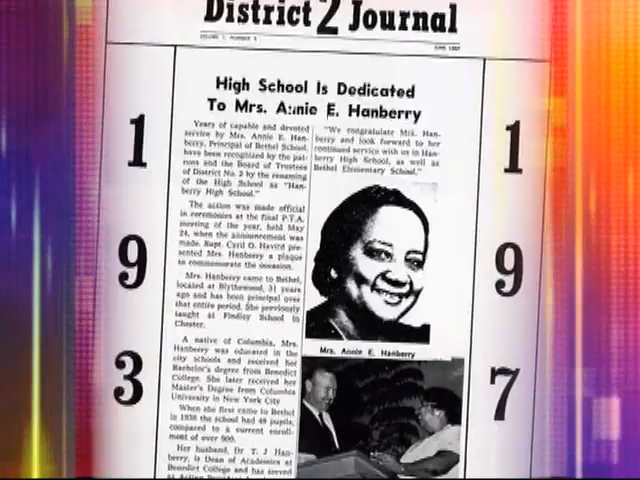 District 2 Journal
High School Is Dedicated
To Mrs. Annie E. Hanberry
Years of capable and devoted
service by Mrs. Annie E. Han-
berry, Principal of Bethel School,
have been recognized by the pat-
rons and the Board of Trustees
of District No. 2 by the renaming
of the High School as "Han-
berry High School."
The action was made official
in ceremonies at the final P.T.A.
meeting of the year, held May
24, when the announcement was
made. Supt. Cyril O. Havird pre-
sented Mrs. Hanberry a plaque
to commemorate the occasion.
Mrs. Hanberry came to Bethel,
located at Blythewood, 31 years
ago and has been principal over
that entire period. She previously
taught at Findley School in
Chester.
A native of Columbia, Mrs.
Hanberry was educated in the
city schools and received her
Bachelor's degree from Benedict
College. She later received her
Master's Degree from Columbia
University in New York City
When she first came to Bethel
in 1936 the school had 48 pupils,
compared to a current enroll-
ment of over 900.
Her husband, Dr T. J Han-
berry, is Dean of Academics at
Benedict College and has served
"We congratulate Mrs. Han-
berry and look forward to her
continued service with us in Han-
berry High School, as well as
Bethel Elementary School."
Mrs. Annie E. Hanberry
1
9
3
1
9
7